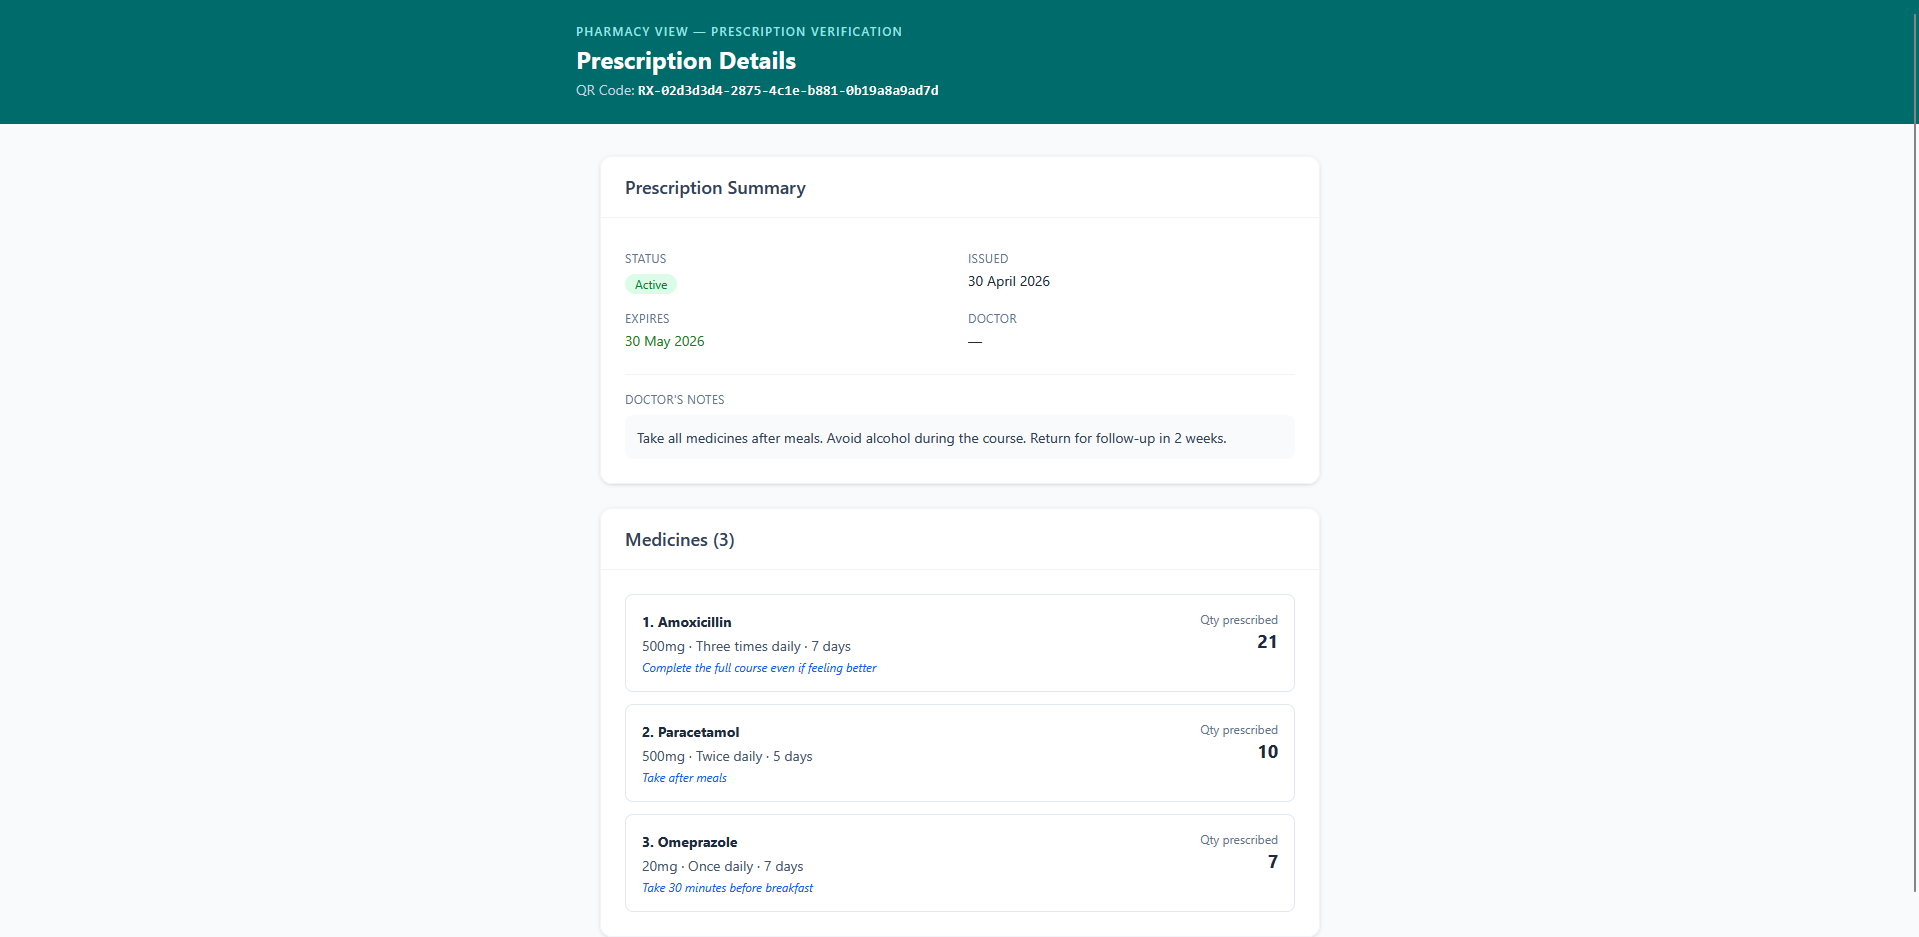 PHARMACY VIEW — PRESCRIPTION VERIFICATION
Prescription Details
QR Code: RX-02d3d3d4-2875-4c1e-b881-0b19a8a9ad7d
Prescription Summary
STATUS
Active
ISSUED
30 April 2026
EXPIRES
30 May 2026
DOCTOR
—
DOCTOR'S NOTES
Take all medicines after meals. Avoid alcohol during the course. Return for follow-up in 2 weeks.
Medicines (3)
1. Amoxicillin
500mg · Three times daily · 7 days
Complete the full course even if feeling better
Qty prescribed
21
2. Paracetamol
500mg · Twice daily · 5 days
Take after meals
Qty prescribed
10
3. Omeprazole
20mg · Once daily · 7 days
Take 30 minutes before breakfast
Qty prescribed
7